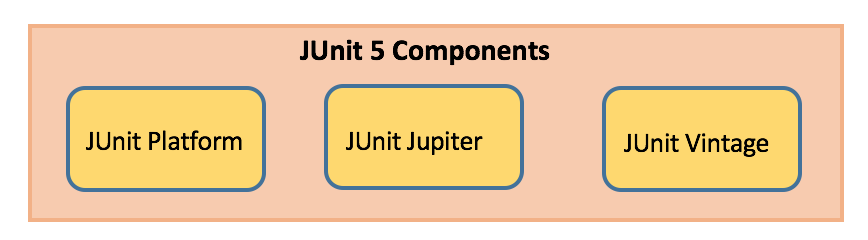 JUnit 5 Components
JUnit Platform
JUnit Jupiter
JUnit Vintage